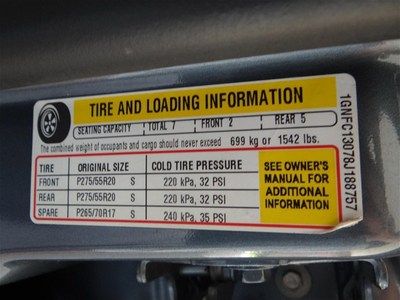 TIRE AND LOADING INFORMATION
SEATING CAPACITY TOTAL 7 FRONT 2 REAR 5
The combined weight of occupants and cargo should never exceed 699 kg or 1542 lbs.
TIRE ORIGINAL SIZE COLD TIRE PRESSURE
FRONT P275/55R20 S 220 kPa, 32 PSI
REAR P275/55R20 S 220 kPa, 32 PSI
SPARE P265/70R17 S 240 kPa, 35 PSI
SEE OWNER'S
MANUAL FOR
ADDITIONAL
INFORMATION
1GNFC13078J188757